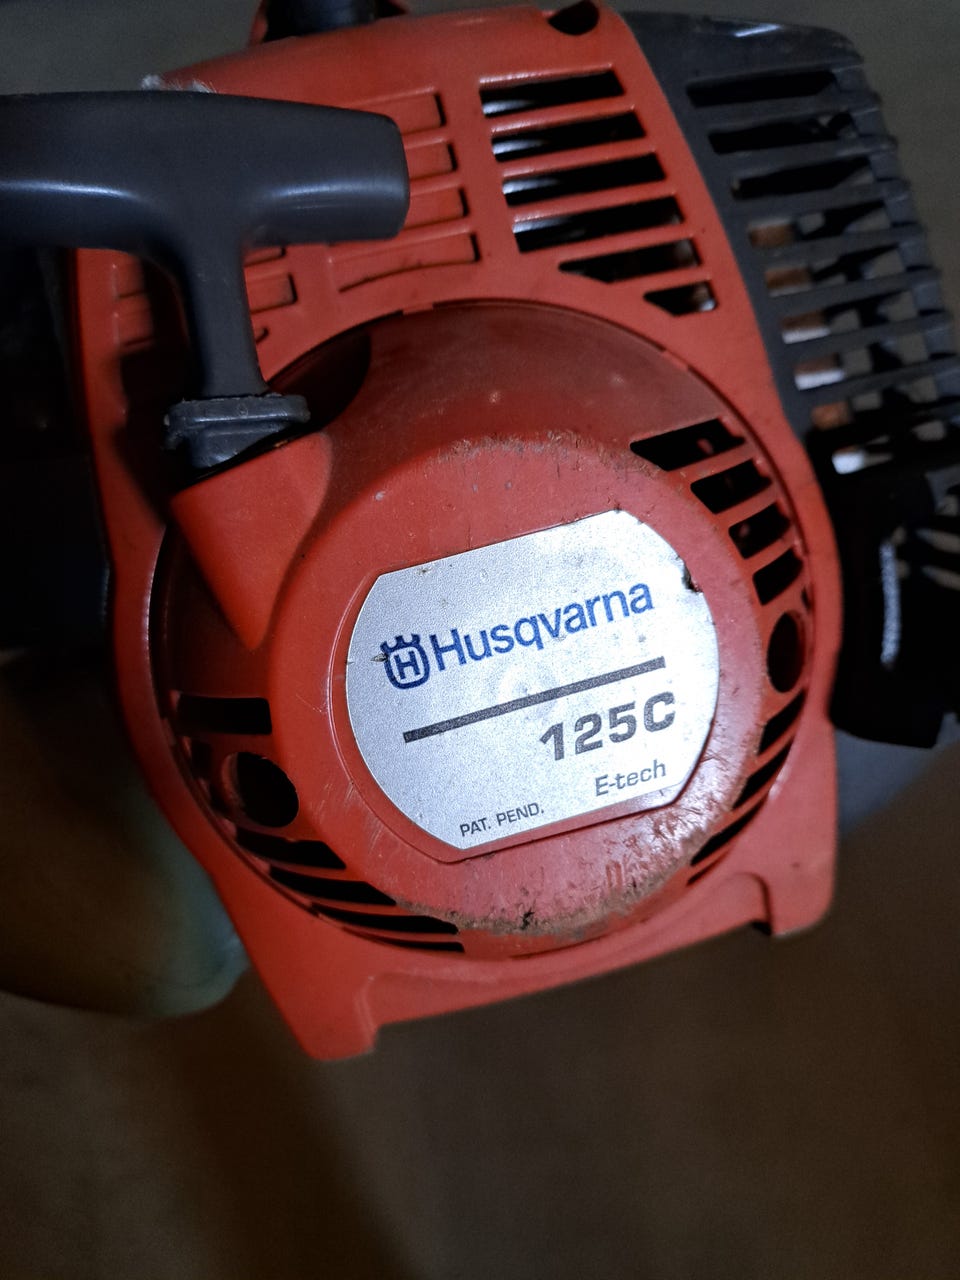 Husqvarna
125C
E-tech
PAT. PEND.